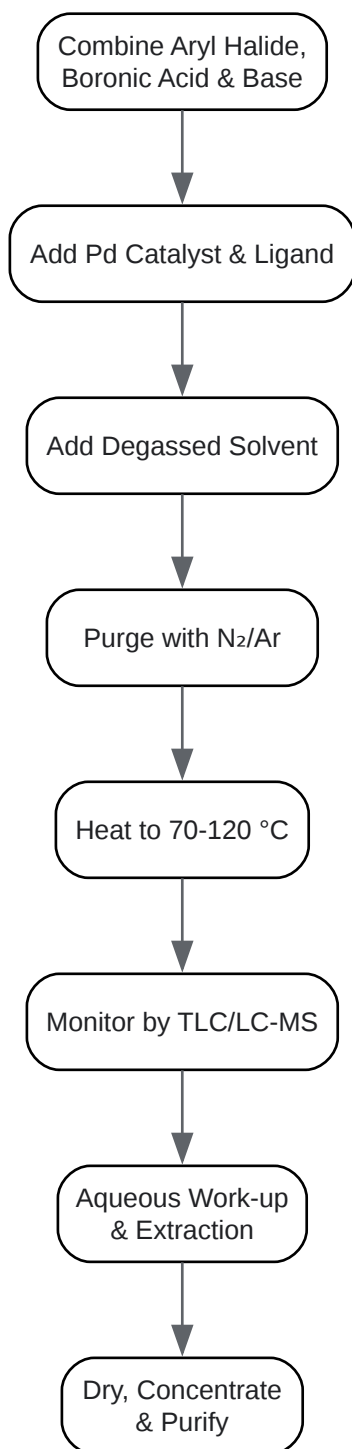 Combine Aryl Halide,
Boronic Acid & Base
Add Pd Catalyst & Ligand
Add Degassed Solvent
Purge with N₂/Ar
Heat to 70-120 °C
Monitor by TLC/LC-MS
Aqueous Work-up
& Extraction
Dry, Concentrate
& Purify